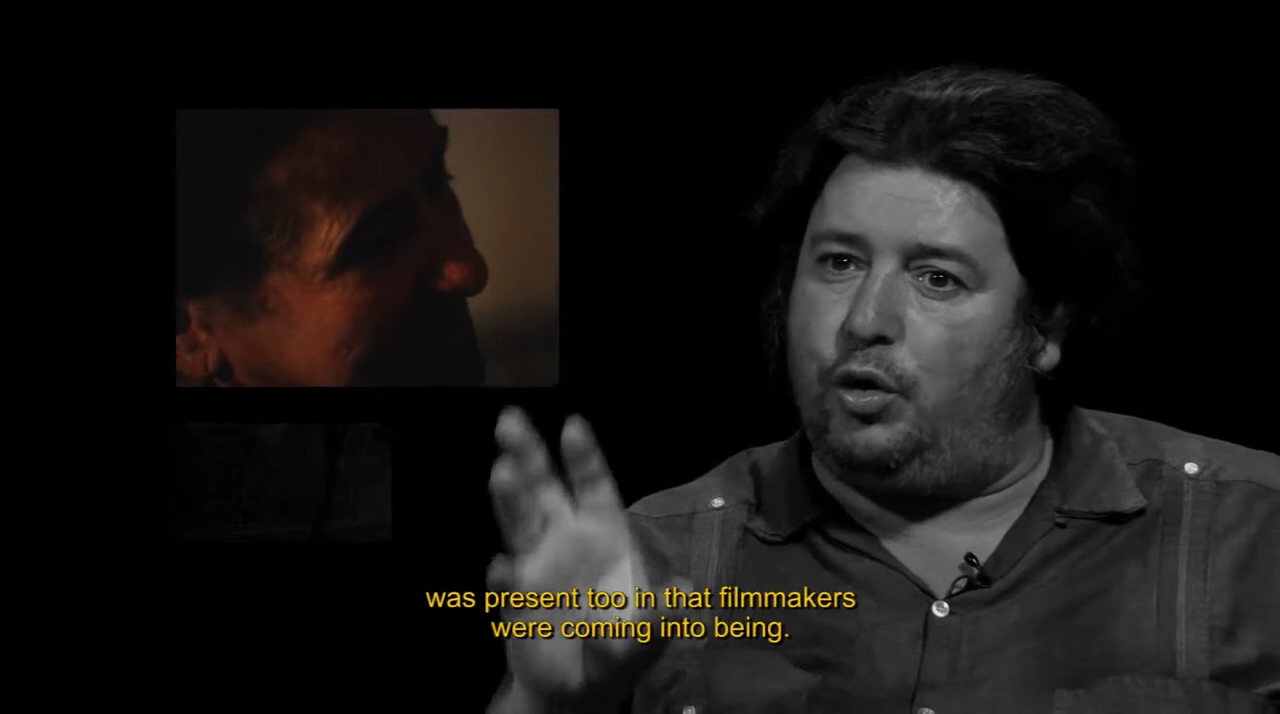 was present too in that filmmakers
were coming into being.